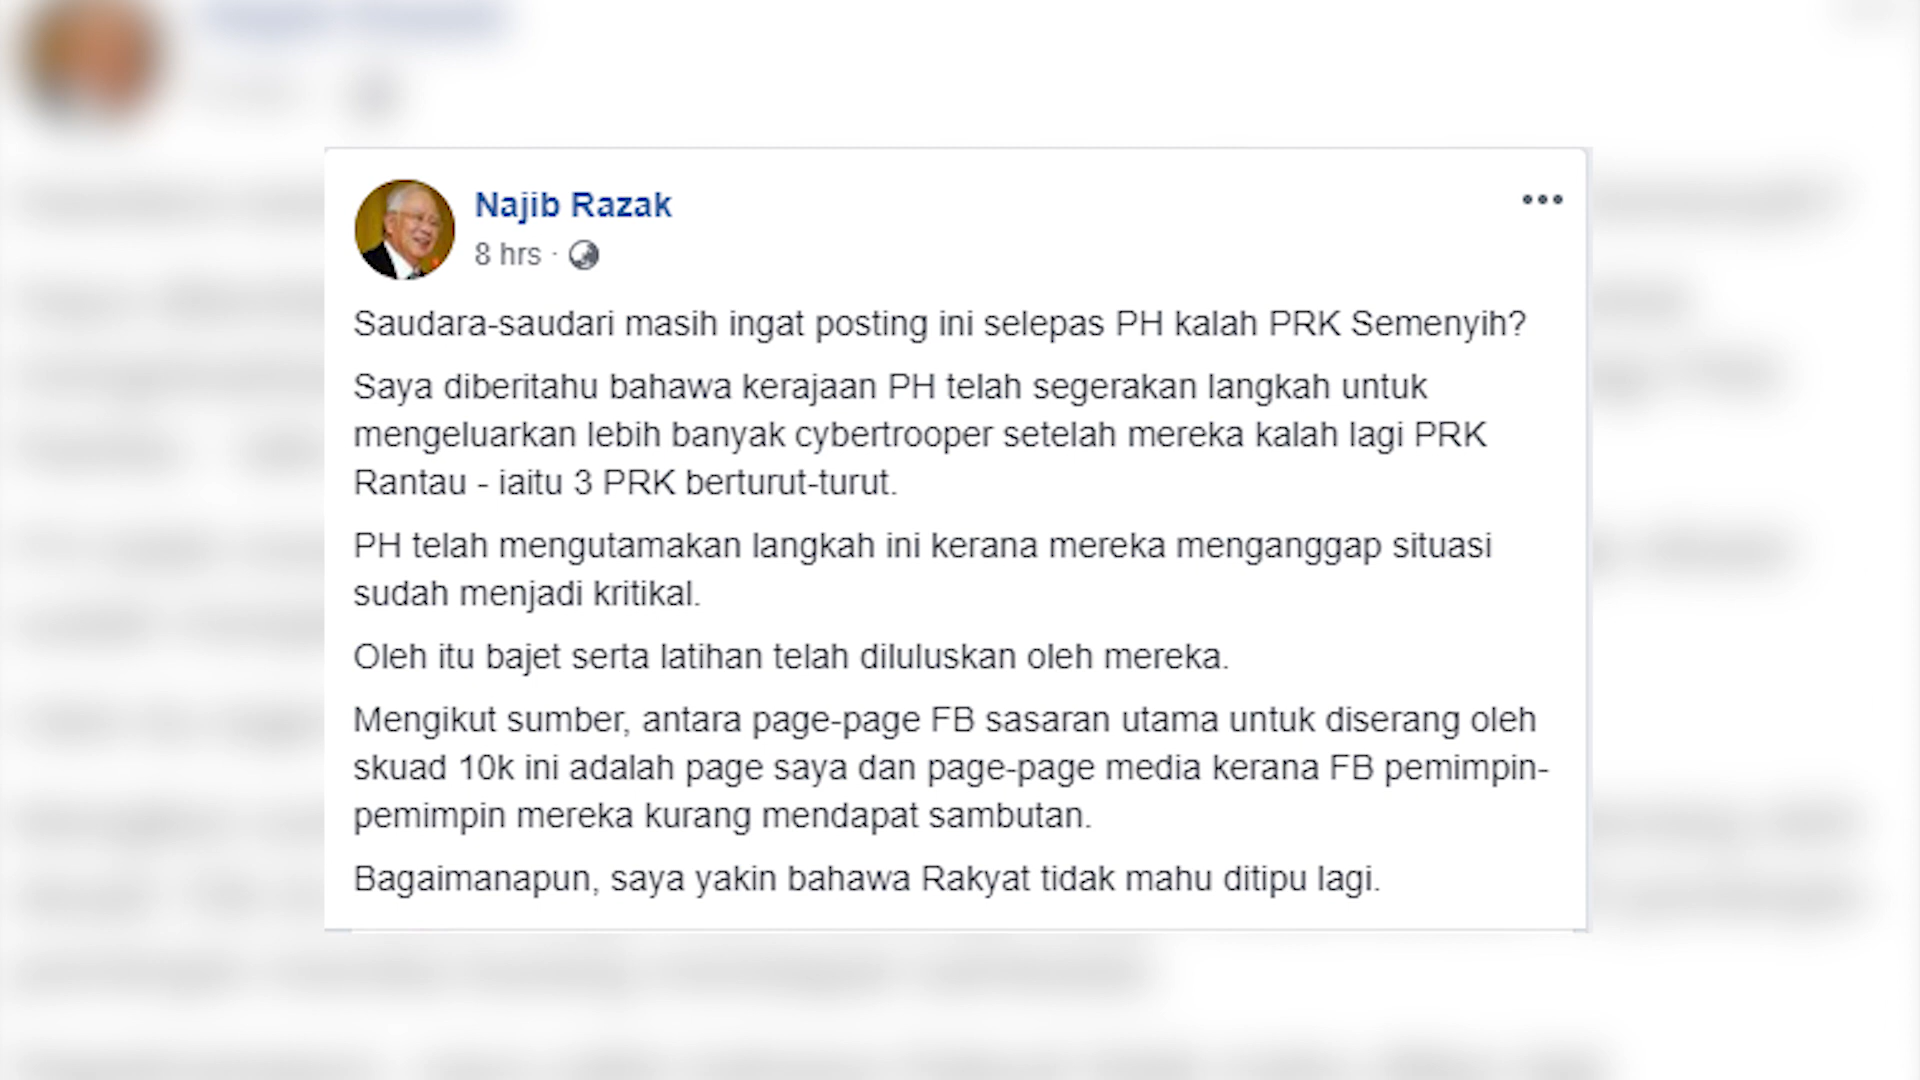 Najib Razak
8 hrs ·
Saudara-saudari masih ingat posting ini selepas PH kalah PRK Semenyih?
Saya diberitahu bahawa kerajaan PH telah segerakan langkah untuk
mengeluarkan lebih banyak cybertrooper setelah mereka kalah lagi PRK
Rantau - iaitu 3 PRK berturut-turut.
PH telah mengutamakan langkah ini kerana mereka menganggap situasi
sudah menjadi kritikal.
Oleh itu bajet serta latihan telah diluluskan oleh mereka.
Mengikut sumber, antara page-page FB sasaran utama untuk diserang oleh
skuad 10k ini adalah page saya dan page-page media kerana FB pemimpin-
pemimpin mereka kurang mendapat sambutan.
Bagaimanapun, saya yakin bahawa Rakyat tidak mahu ditipu lagi.